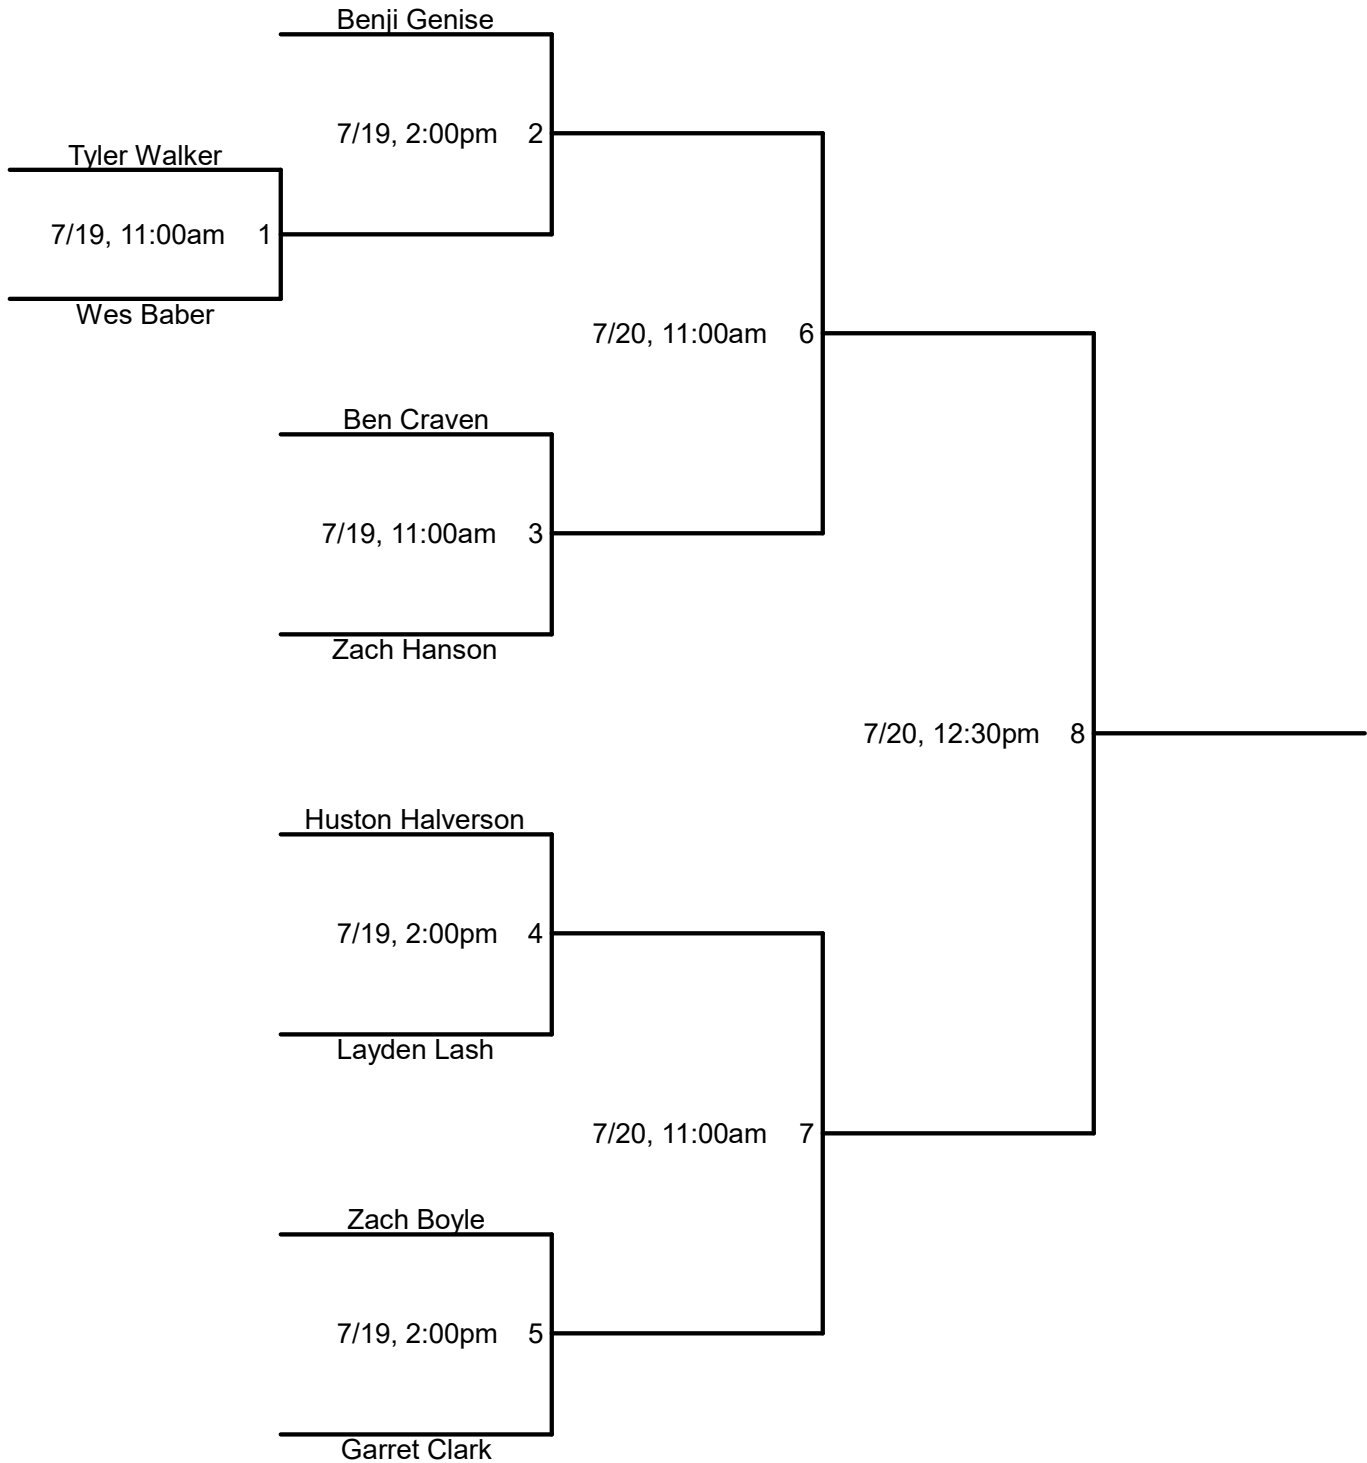 Benji Genise
7/19, 2:00pm 2
Tyler Walker
7/19, 11:00am 1
Wes Baber
7/20, 11:00am 6
Ben Craven
7/19, 11:00am 3
Zach Hanson
7/20, 12:30pm 8
Huston Halverson
7/19, 2:00pm 4
Layden Lash
7/20, 11:00am 7
Zach Boyle
7/19, 2:00pm 5
Garret Clark